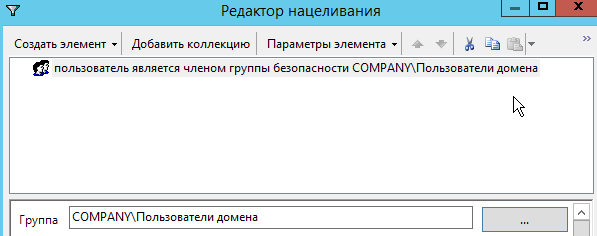 Редактор нацеливания
Создать элемент Добавить коллекцию Параметры элемента »
пользователь является членом группы безопасности COMPANY\Пользователи домена
Группа COMPANY\Пользователи домена ...